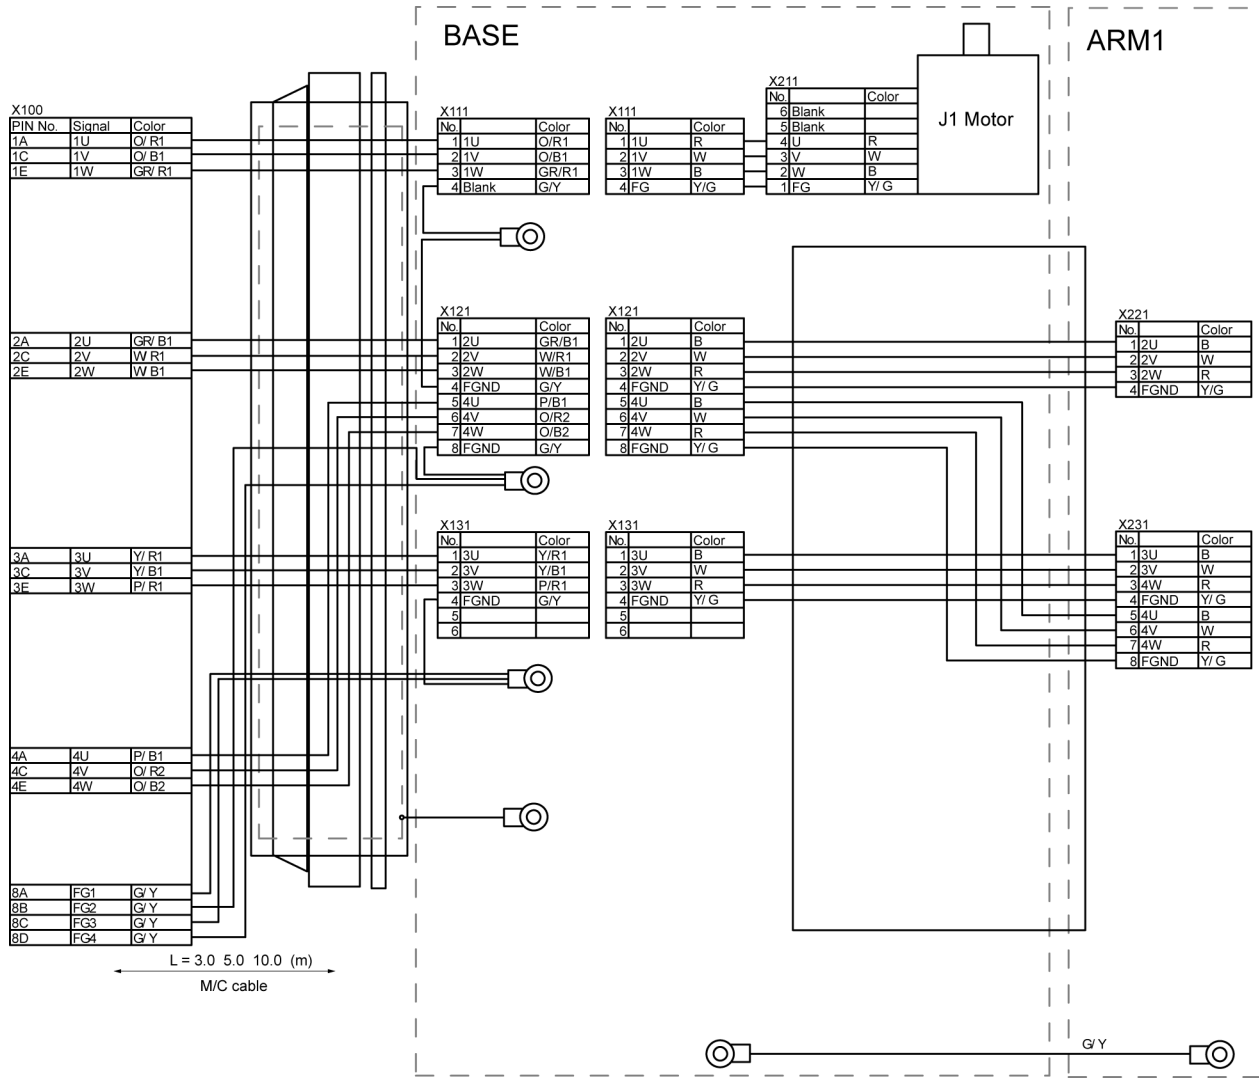 BASE
ARM1
X100
PIN No. Signal Color
1A 1U O/ R1
1C 1V O/ B1
1E 1W GR/ R1
2A 2U GR/ B1
2C 2V W/ R1
2E 2W W/ B1
3A 3U Y/ R1
3C 3V Y/ B1
3E 3W P/ R1
4A 4U P/ B1
4C 4V O/ R2
4E 4W O/ B2
8A FG1 G/ Y
8B FG2 G/ Y
8C FG3 G/ Y
8D FG4 G/ Y
L = 3.0 5.0 10.0 (m)
M/C cable
X111
No. Color
1 1U O/R1
2 1V O/B1
3 1W GR/R1
4 Blank G/Y
X111
No. Color
1 1U R
2 1V W
3 1W B
4 FG Y/G
X211
No. Color
6 Blank
5 Blank
4 U R
3 V W
2 W B
1 FG Y/ G
J1 Motor
X121
No. Color
1 2U GR/B1
2 2V W/R1
3 2W W/B1
4 FGND G/Y
5 4U P/B1
6 4V O/R2
7 4W O/B2
8 FGND G/Y
X121
No. Color
1 2U B
2 2V W
3 2W R
4 FGND Y/ G
5 4U B
6 4V W
7 4W R
8 FGND Y/ G
X221
No. Color
1 2U B
2 2V W
3 2W R
4 FGND Y/G
X131
No. Color
1 3U Y/R1
2 3V Y/B1
3 3W P/R1
4 FGND G/Y
5
6
X131
No. Color
1 3U B
2 3V W
3 3W R
4 FGND Y/ G
5
6
X231
No. Color
1 3U B
2 3V W
3 4W R
4 FGND Y/ G
5 4U B
6 4V W
7 4W R
8 FGND Y/ G
G/ Y